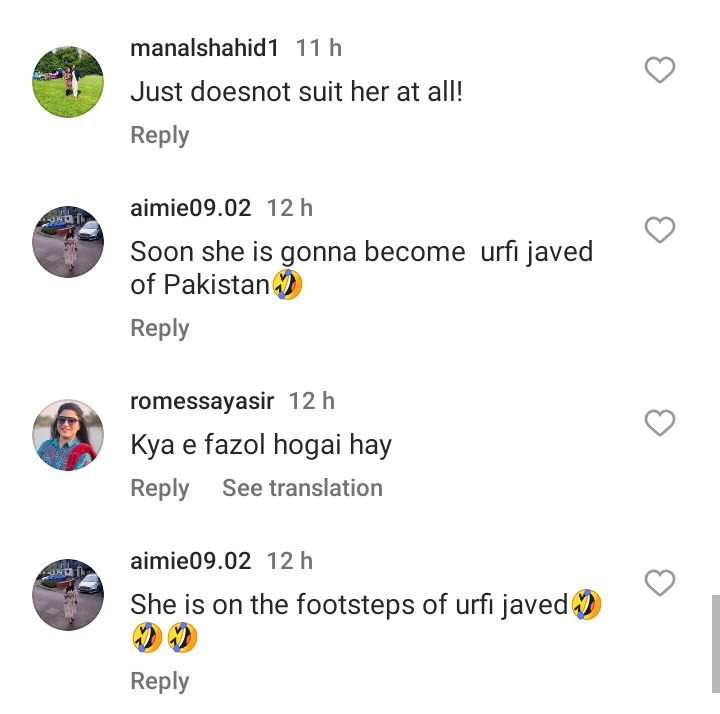 manalshahid1 11 h
Just doesnot suit her at all!
Reply
aimie09.02 12 h
Soon she is gonna become urfi javed
of Pakistan🤣
Reply
romessayasir 12 h
Kya e fazol hogai hay
Reply See translation
aimie09.02 12 h
She is on the footsteps of urfi javed🤣
🤣🤣
Reply